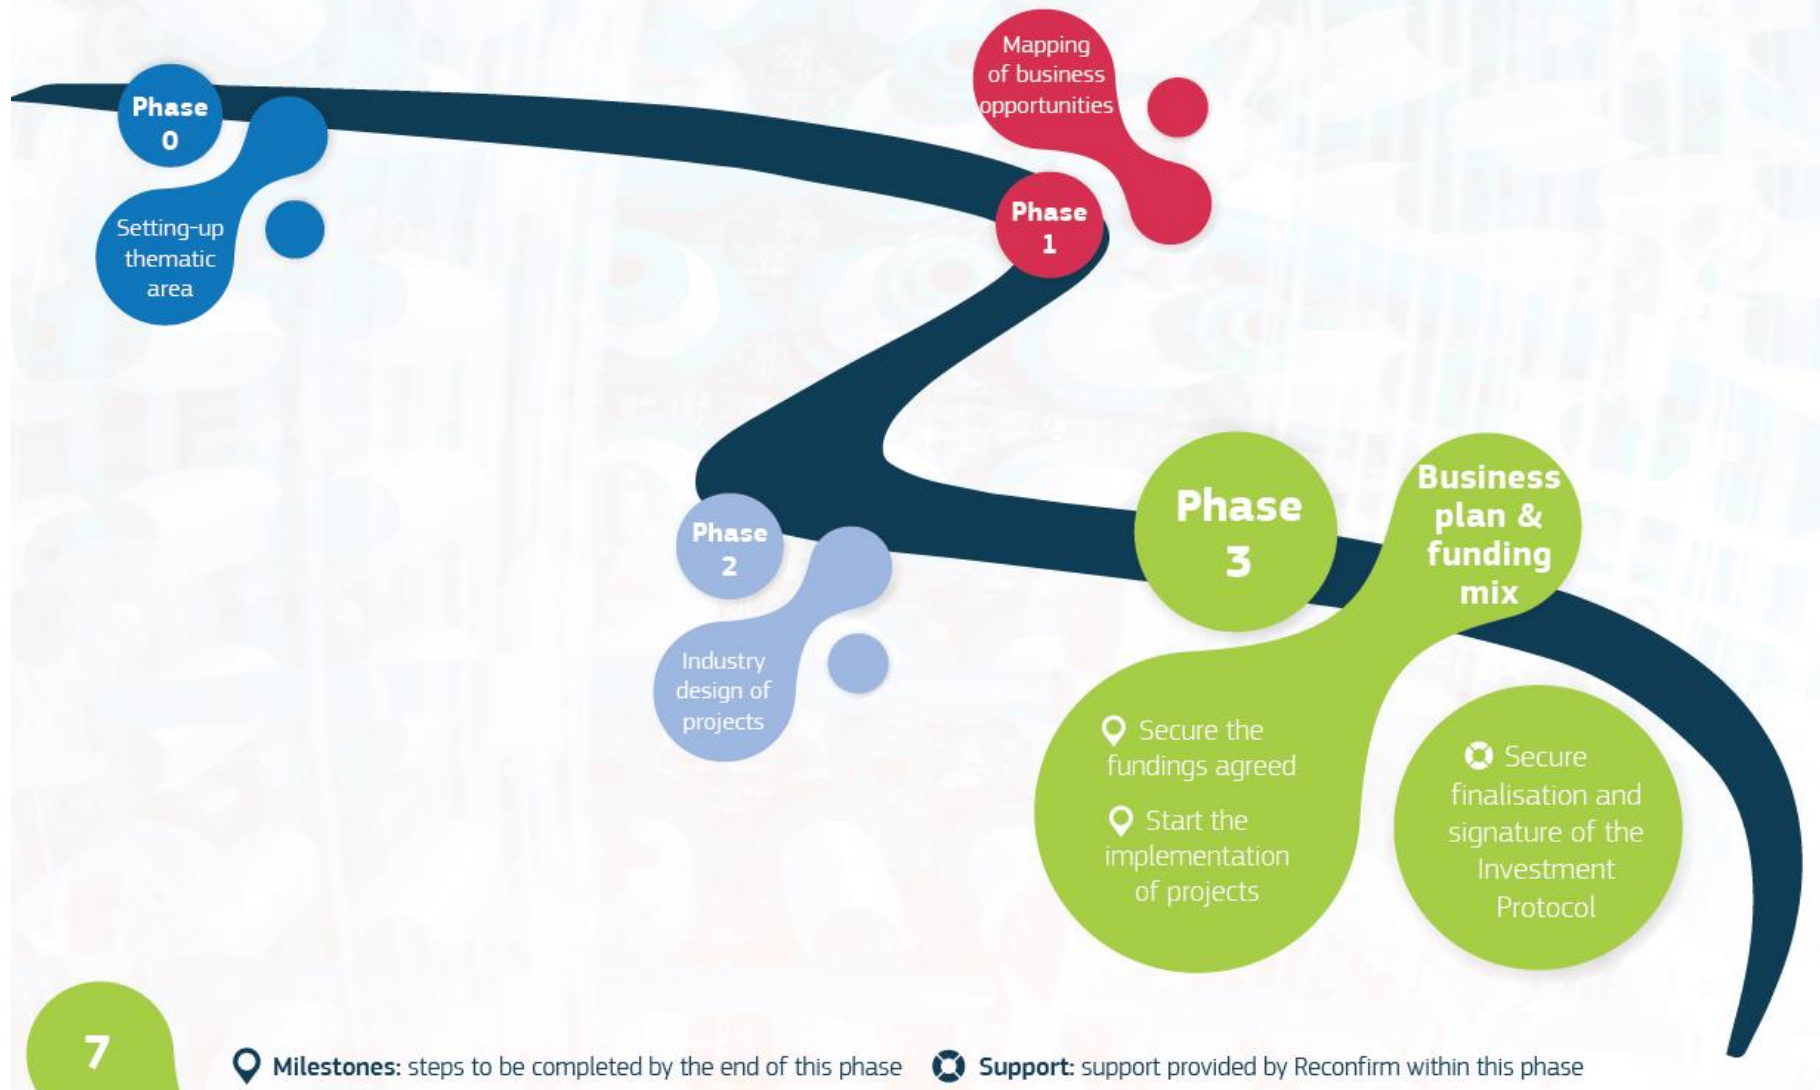 Phase
0
Setting-up
thematic
area
Mapping
of business
opportunities
Phase
1
Phase
2
Industry
design of
projects
Phase
3
Business
plan &
funding
mix
Secure the
fundings agreed
Start the
implementation
of projects
Secure
finalisation and
signature of the
Investment
Protocol
7
Milestones: steps to be completed by the end of this phase
Support: support provided by Reconfirm within this phase